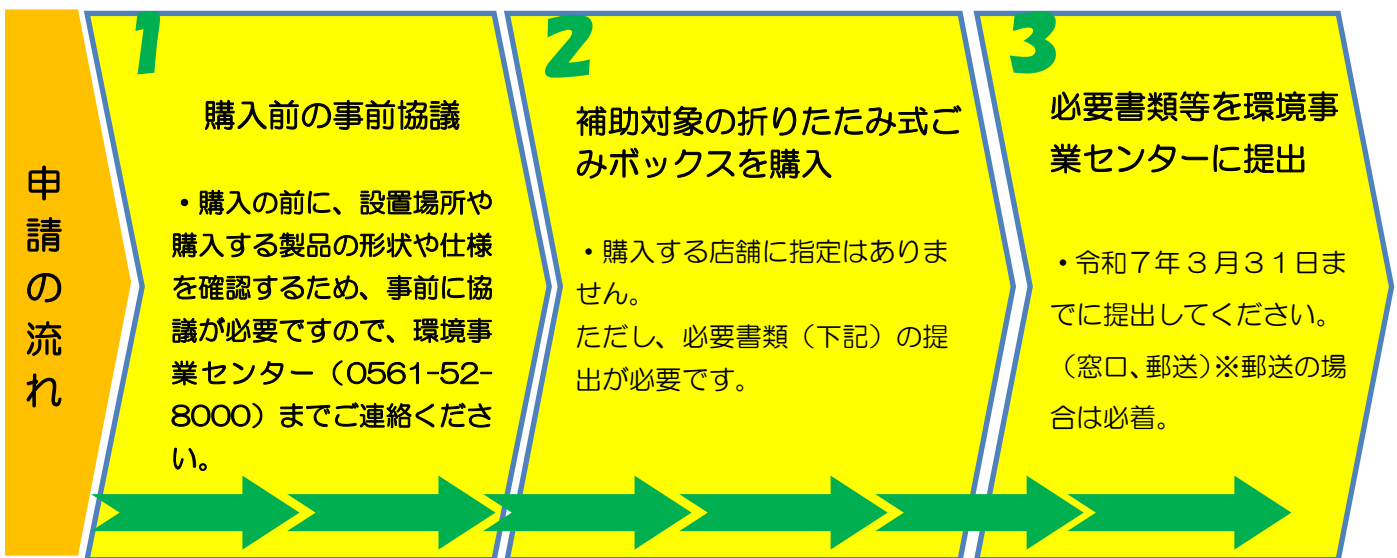 申請の流れ
1
購入前の事前協議
・購入の前に、設置場所や
購入する製品の形状や仕様
を確認するため、事前に協
議が必要ですので、環境事
業センター（0561-52-
8000）までご連絡くださ
い。
2
補助対象の折りたたみ式ご
みボックスを購入
・購入する店舗に指定はありま
せん。
ただし、必要書類（下記）の提
出が必要です。
3
必要書類等を環境事
業センターに提出
・令和７年３月３１日ま
でに提出してください。
（窓口、郵送）※郵送の場
合は必着。